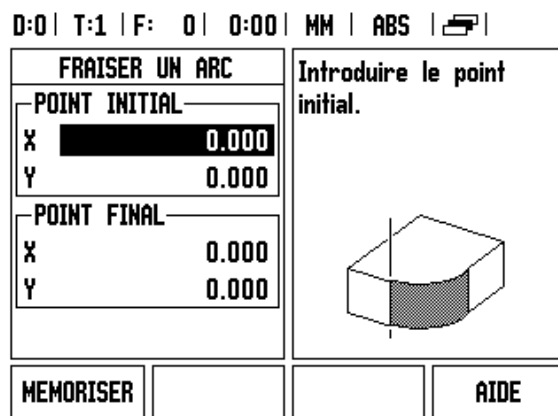 D:0 | T:1 | F: 0 | 0:00 | MM | ABS |
FRAISER UN ARC
POINT INITIAL
X 0.000
Y 0.000
POINT FINAL
X 0.000
Y 0.000
Introduire le point
initial.
MEMORISER
AIDE